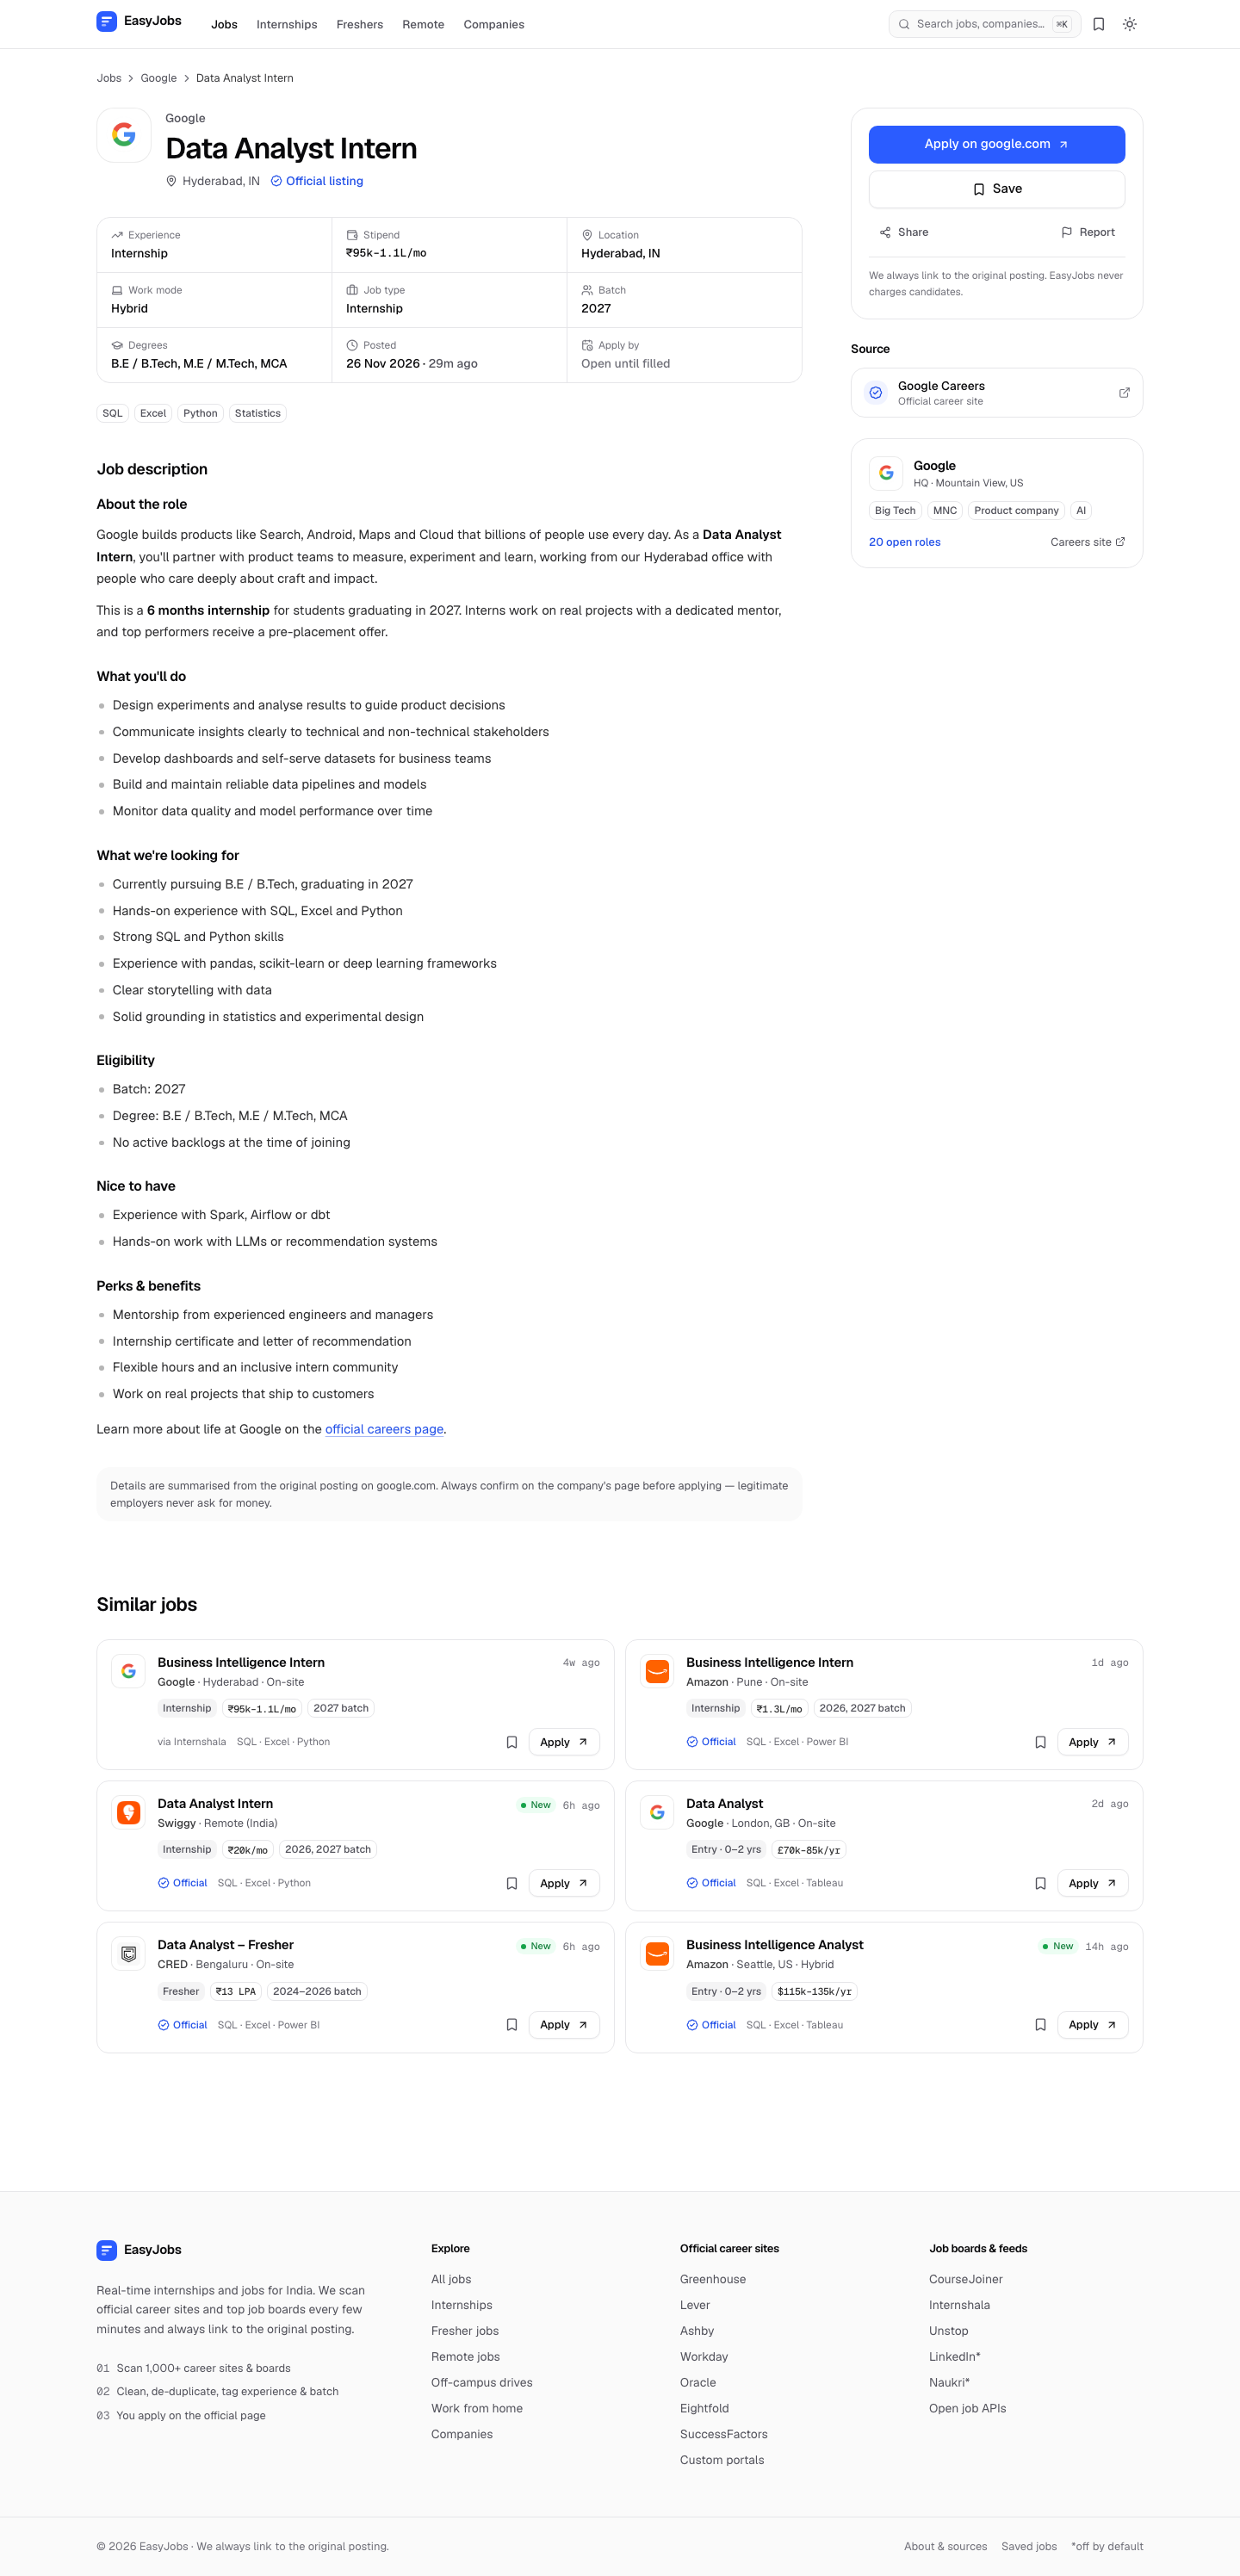 EasyJobs
Jobs Internships Freshers Remote Companies
Search jobs, companies... ⌘K
Jobs > Google > Data Analyst Intern
Google
Data Analyst Intern
Hyderabad, IN Official listing
Experience
Internship
Stipend
₹95k–1.1L/mo
Location
Hyderabad, IN
Work mode
Hybrid
Job type
Internship
Batch
2027
Degrees
B.E / B.Tech, M.E / M.Tech, MCA
Posted
26 Nov 2026 · 29m ago
Apply by
Open until filled
SQL Excel Python Statistics
Apply on google.com
Save
Share Report
We always link to the original posting. EasyJobs never
charges candidates.
Source
Google Careers
Official career site
Google
HQ · Mountain View, US
Big Tech MNC Product company AI
20 open roles Careers site
Job description
About the role
Google builds products like Search, Android, Maps and Cloud that billions of people use every day. As a Data Analyst
Intern, you'll partner with product teams to measure, experiment and learn, working from our Hyderabad office with
people who care deeply about craft and impact.
This is a 6 months internship for students graduating in 2027. Interns work on real projects with a dedicated mentor,
and top performers receive a pre-placement offer.
What you'll do
Design experiments and analyse results to guide product decisions
Communicate insights clearly to technical and non-technical stakeholders
Develop dashboards and self-serve datasets for business teams
Build and maintain reliable data pipelines and models
Monitor data quality and model performance over time
What we're looking for
Currently pursuing B.E / B.Tech, graduating in 2027
Hands-on experience with SQL, Excel and Python
Strong SQL and Python skills
Experience with pandas, scikit-learn or deep learning frameworks
Clear storytelling with data
Solid grounding in statistics and experimental design
Eligibility
Batch: 2027
Degree: B.E / B.Tech, M.E / M.Tech, MCA
No active backlogs at the time of joining
Nice to have
Experience with Spark, Airflow or dbt
Hands-on work with LLMs or recommendation systems
Perks & benefits
Mentorship from experienced engineers and managers
Internship certificate and letter of recommendation
Flexible hours and an inclusive intern community
Work on real projects that ship to customers
Learn more about life at Google on the official careers page.
Details are summarised from the original posting on google.com. Always confirm on the company's page before applying — legitimate
employers never ask for money.
Similar jobs
Business Intelligence Intern 4w ago
Google · Hyderabad · On-site
Internship ₹95k–1.1L/mo 2027 batch
via Internshala SQL · Excel · Python Apply
Business Intelligence Intern 1d ago
Amazon · Pune · On-site
Internship ₹1.3L/mo 2026, 2027 batch
Official SQL · Excel · Power BI Apply
Data Analyst Intern New 6h ago
Swiggy · Remote (India)
Internship ₹20k/mo 2026, 2027 batch
Official SQL · Excel · Python Apply
Data Analyst 2d ago
Google · London, GB · On-site
Entry · 0–2 yrs £70k–85k/yr
Official SQL · Excel · Tableau Apply
Data Analyst – Fresher New 6h ago
CRED · Bengaluru · On-site
Fresher ₹13 LPA 2024–2026 batch
Official SQL · Excel · Power BI Apply
Business Intelligence Analyst New 14h ago
Amazon · Seattle, US · Hybrid
Entry · 0–2 yrs $115k–135k/yr
Official SQL · Excel · Tableau Apply
EasyJobs
Real-time internships and jobs for India. We scan
official career sites and top job boards every few
minutes and always link to the original posting.
01 Scan 1,000+ career sites & boards
02 Clean, de-duplicate, tag experience & batch
03 You apply on the official page
Explore
All jobs
Internships
Fresher jobs
Remote jobs
Off-campus drives
Work from home
Companies
Official career sites
Greenhouse
Lever
Ashby
Workday
Oracle
Eightfold
SuccessFactors
Custom portals
Job boards & feeds
CourseJoiner
Internshala
Unstop
LinkedIn*
Naukri*
Open job APIs
© 2026 EasyJobs · We always link to the original posting.
About & sources Saved jobs *off by default